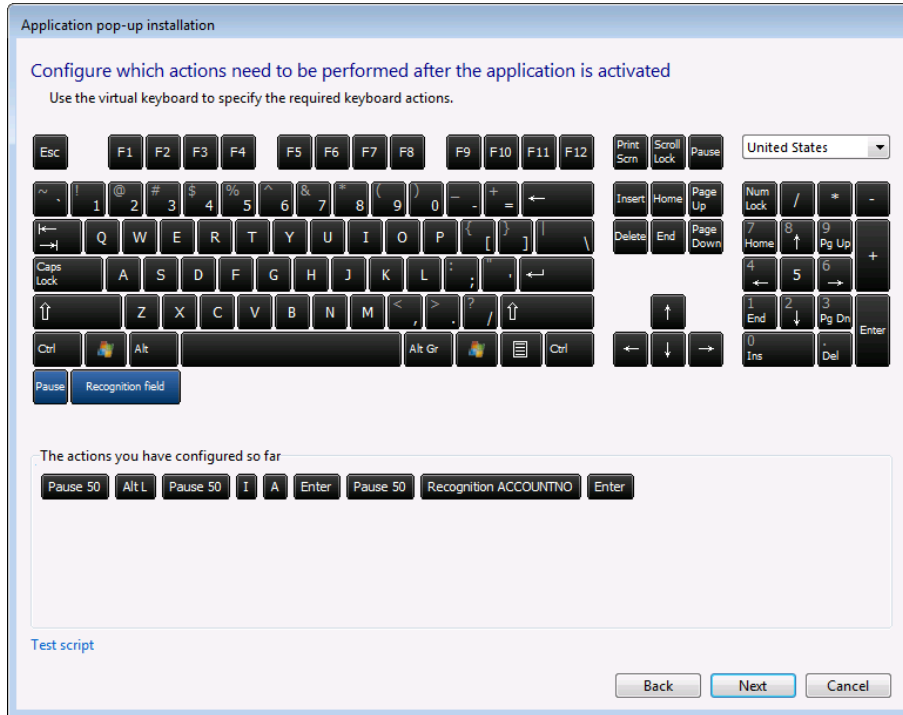 Application pop-up installation
Configure which actions need to be performed after the application is activated
Use the virtual keyboard to specify the required keyboard actions.
Esc F1 F2 F3 F4 F5 F6 F7 F8 F9 F10 F11 F12 Print Scrn Scroll Lock Pause United States
~ ` ! 1 @ 2 # 3 $ 4 % 5 ^ 6 & 7 * 8 ( 9 ) 0 _ - + = ← Insert Home Page Up Num Lock / * -
Q W E R T Y U I O P { [ } ] | \ Delete End Page Down 7 Home 8 ↑ 9 Pg Up +
Caps Lock A S D F G H J K L : ; " ' 4 ← 5 6 →
Z X C V B N M < , > . ? / ↑ 1 End 2 ↓ 3 Pg Dn Enter
Ctrl Alt Alt Gr Ctrl ← ↓ → 0 Ins . Del
Pause Recognition field
The actions you have configured so far
Pause 50 Alt L Pause 50 I A Enter Pause 50 Recognition ACCOUNTNO Enter
Test script
Back Next Cancel